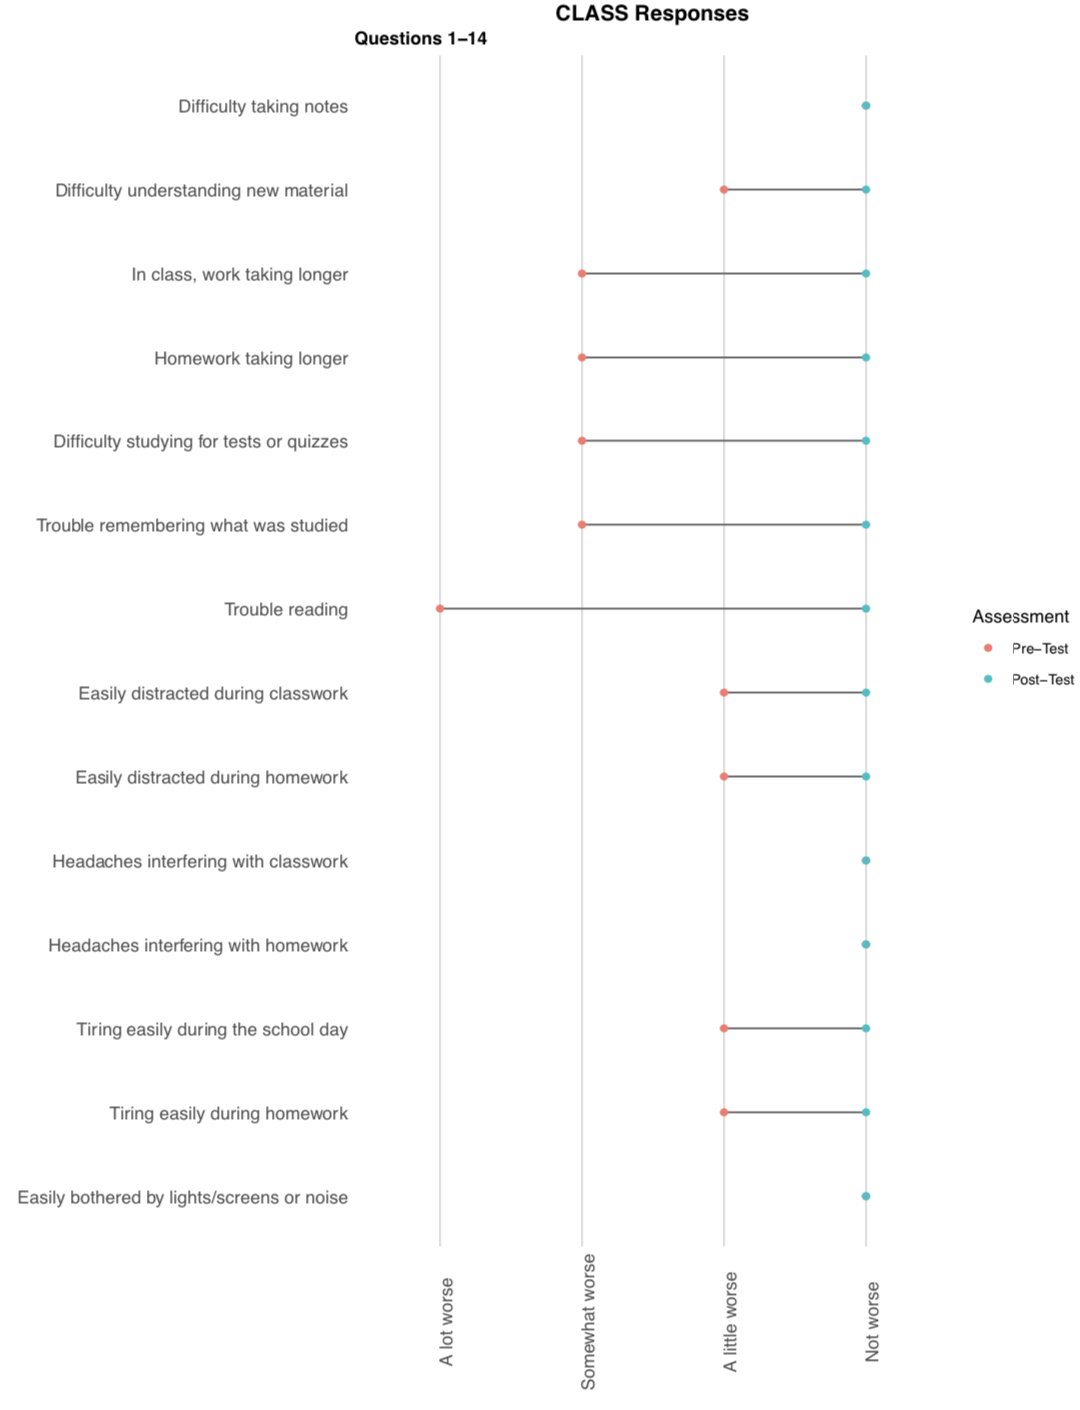 CLASS Responses
Questions 1–14
Difficulty taking notes
Difficulty understanding new material
In class, work taking longer
Homework taking longer
Difficulty studying for tests or quizzes
Trouble remembering what was studied
Trouble reading
Easily distracted during classwork
Easily distracted during homework
Headaches interfering with classwork
Headaches interfering with homework
Tiring easily during the school day
Tiring easily during homework
Easily bothered by lights/screens or noise
A lot worse
Somewhat worse
A little worse
Not worse
Assessment
Pre–Test
Post–Test